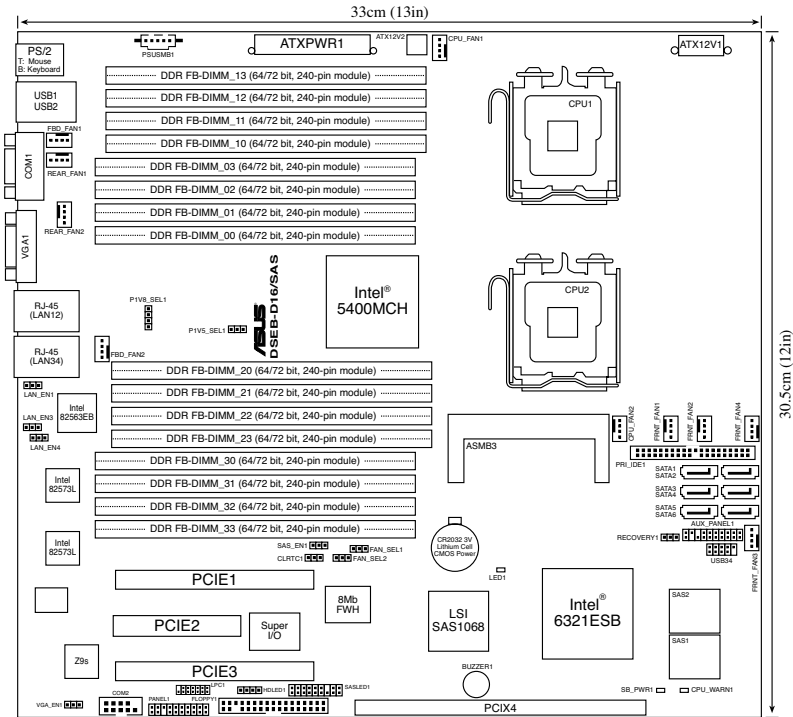 33cm (13in)
PS/2
T: Mouse
B: Keyboard
PSUSMB1
ATXPWR1
ATX12V2
CPU_FAN1
ATX12V1
USB1
USB2
FBD_FAN1
COM1
REAR_FAN1
VGA1
REAR_FAN2
DDR FB-DIMM_13 (64/72 bit, 240-pin module)
DDR FB-DIMM_12 (64/72 bit, 240-pin module)
DDR FB-DIMM_11 (64/72 bit, 240-pin module)
DDR FB-DIMM_10 (64/72 bit, 240-pin module)
DDR FB-DIMM_03 (64/72 bit, 240-pin module)
DDR FB-DIMM_02 (64/72 bit, 240-pin module)
DDR FB-DIMM_01 (64/72 bit, 240-pin module)
DDR FB-DIMM_00 (64/72 bit, 240-pin module)
CPU1
CPU2
RJ-45
(LAN12)
P1V8_SEL1
P1V5_SEL1
ASUS
DSEB-D16/SAS
Intel®
5400MCH
RJ-45
(LAN34)
FBD_FAN2
30.5cm (12in)
LAN_EN1
LAN_EN3
LAN_EN4
Intel
82563EB
Intel
82573L
Intel
82573L
DDR FB-DIMM_20 (64/72 bit, 240-pin module)
DDR FB-DIMM_21 (64/72 bit, 240-pin module)
DDR FB-DIMM_22 (64/72 bit, 240-pin module)
DDR FB-DIMM_23 (64/72 bit, 240-pin module)
DDR FB-DIMM_30 (64/72 bit, 240-pin module)
DDR FB-DIMM_31 (64/72 bit, 240-pin module)
DDR FB-DIMM_32 (64/72 bit, 240-pin module)
DDR FB-DIMM_33 (64/72 bit, 240-pin module)
ASMB3
CPU_FAN2
FRNT_FAN1
FRNT_FAN2
FRNT_FAN4
PRI_IDE1
SATA1
SATA2
SATA3
SATA4
SATA5
SATA6
AUX_PANEL1
RECOVERY1
USB34
FRNT_FAN3
SAS_EN1
FAN_SEL1
CLRTC1
FAN_SEL2
CR2032 3V
Lithium Cell
CMOS Power
LED1
PCIE1
PCIE2
PCIE3
Super
I/O
8Mb
FWH
LSI
SAS1068
Intel®
6321ESB
SAS2
SAS1
Z9s
BUZZER1
SB_PWR1
CPU_WARN1
VGA_EN1
COM2
PANEL1
LPC1
FLOPPY1
HDLED1
SASLED1
PCIX4